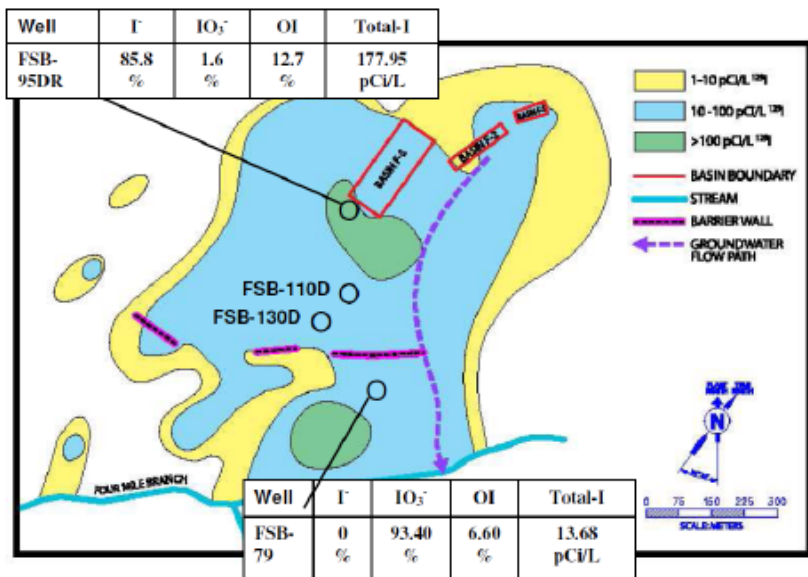 Well I⁻ IO₃⁻ OI Total-I
FSB-95DR 85.8 % 1.6 % 12.7 % 177.95 pCi/L
1-10 pCi/L ¹²⁹I
10-100 pCi/L ¹²⁹I
>100 pCi/L ¹²⁹I
BASIN BOUNDARY
STREAM
BARRIER WALL
GROUNDWATER
FLOW PATH
BASIN F-3
BASIN F-2
FSB-110D
FSB-130D
N
FOUR MILE BRANCH
0 75 150 225 300
SCALE: METERS
Well I⁻ IO₃⁻ OI Total-I
FSB-79 0 % 93.40 % 6.60 % 13.68 pCi/L